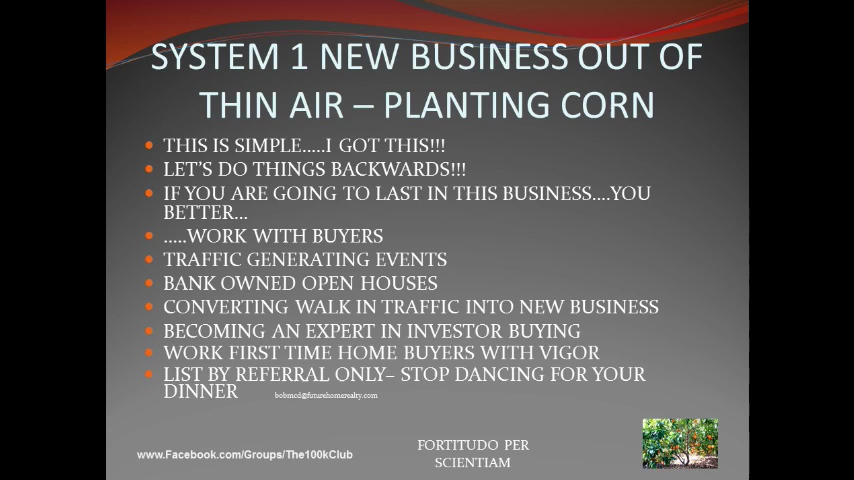 SYSTEM 1 NEW BUSINESS OUT OF
THIN AIR – PLANTING CORN
THIS IS SIMPLE.....I GOT THIS!!!
LET'S DO THINGS BACKWARDS!!!
IF YOU ARE GOING TO LAST IN THIS BUSINESS....YOU
BETTER...
.....WORK WITH BUYERS
TRAFFIC GENERATING EVENTS
BANK OWNED OPEN HOUSES
CONVERTING WALK IN TRAFFIC INTO NEW BUSINESS
BECOMING AN EXPERT IN INVESTOR BUYING
WORK FIRST TIME HOME BUYERS WITH VIGOR
LIST BY REFERRAL ONLY– STOP DANCING FOR YOUR
DINNER
bobmcd@futurehomerealty.com
www.Facebook.com/Groups/The100kClub
FORTITUDO PER
SCIENTIAM